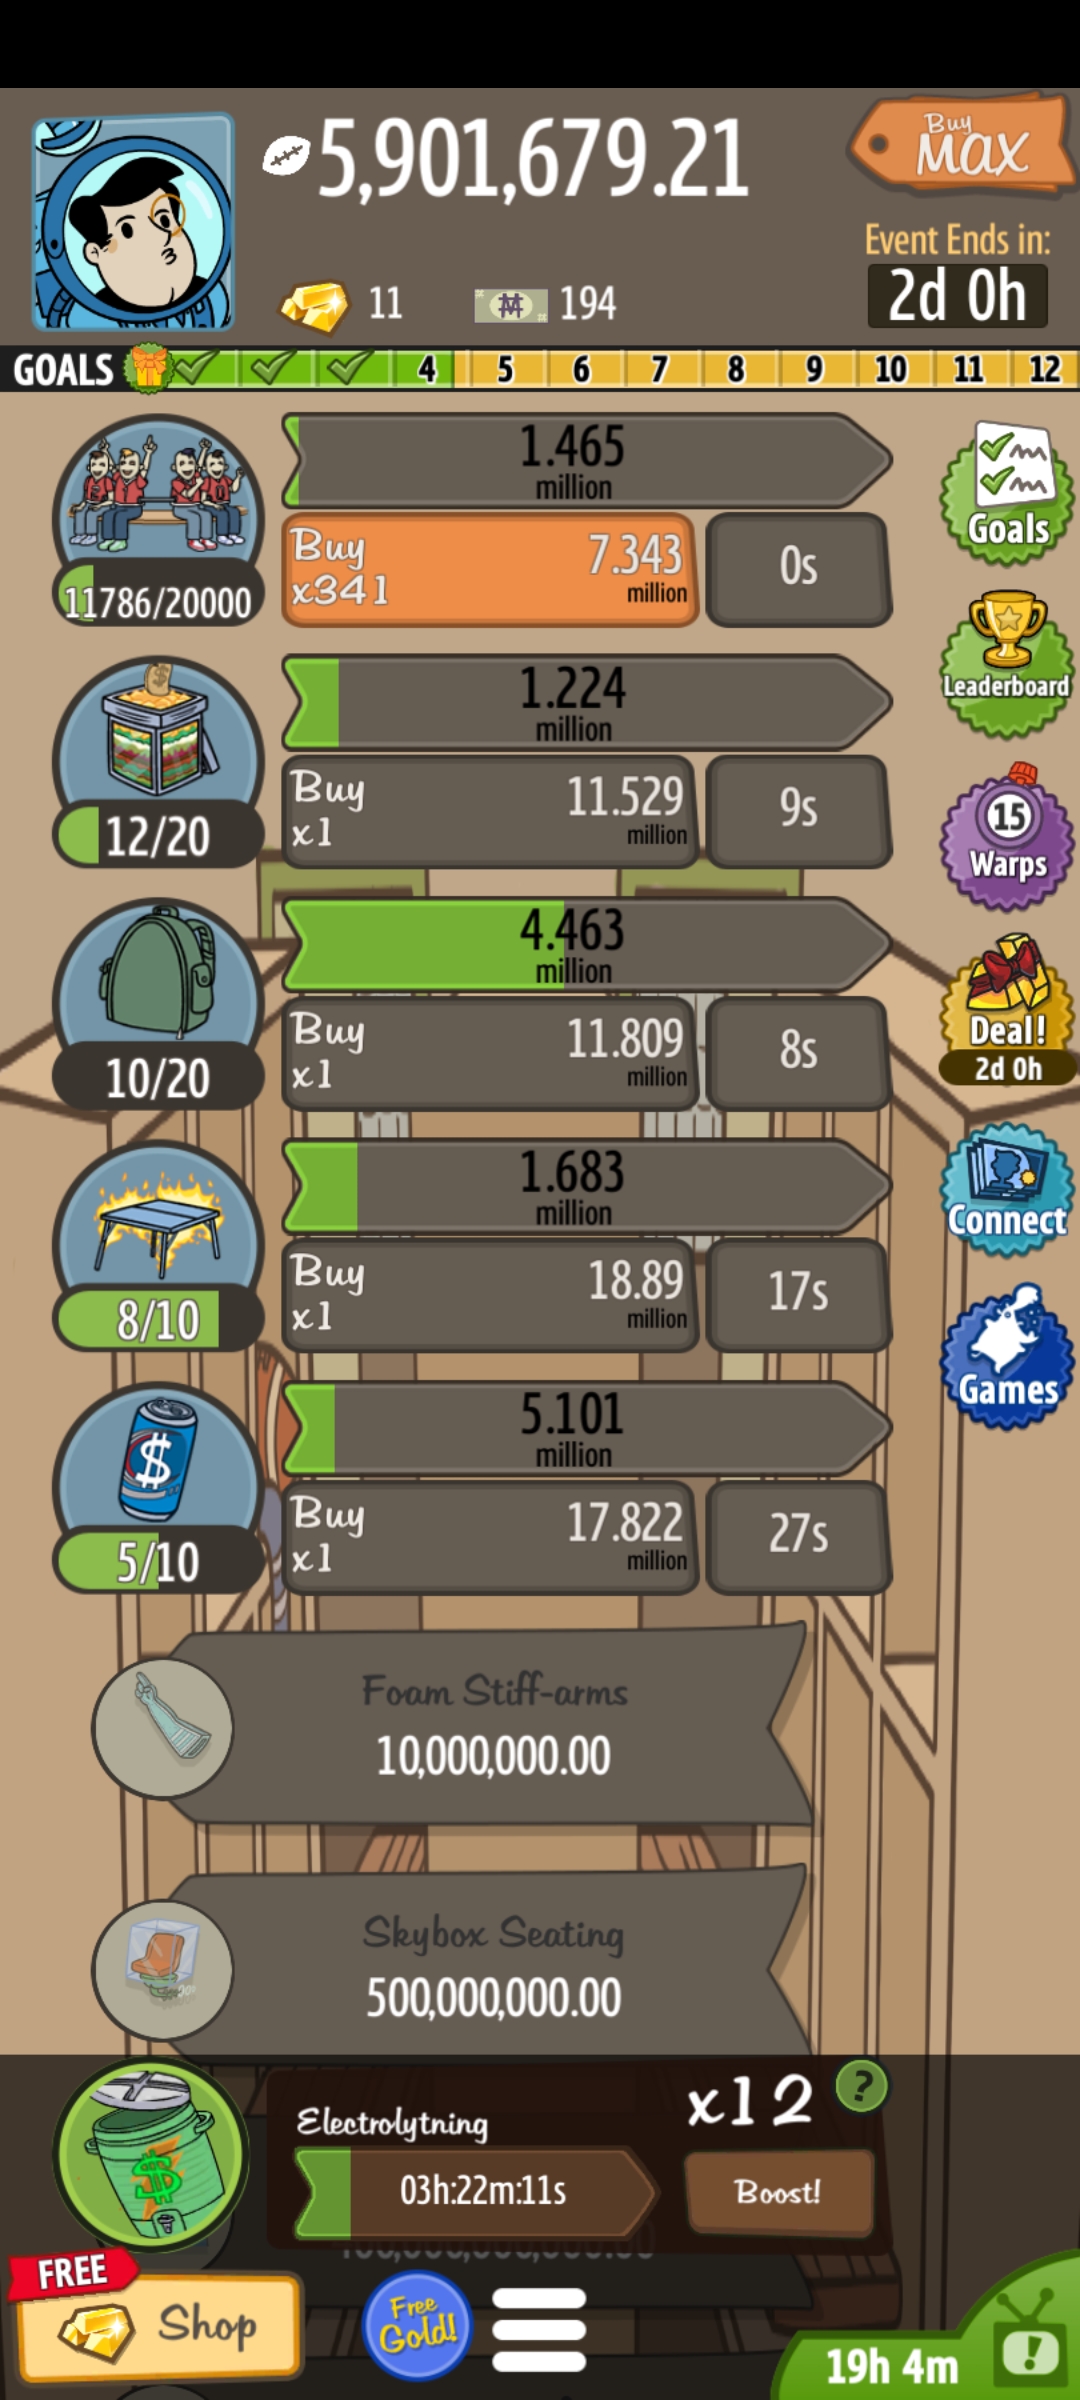 5,901,679.21
Buy
MAX
Event Ends in:
2d 0h
11
194
GOALS
4
5
6
7
8
9
10
11
12
1.465
million
Buy
x341
7.343
million
0s
11786/20000
Goals
Leaderboard
1.224
million
Buy
x1
11.529
million
9s
12/20
15
Warps
4.463
million
Buy
x1
11.809
million
8s
10/20
Deal!
2d 0h
1.683
million
Buy
x1
18.89
million
17s
8/10
Connect
Games
5.101
million
Buy
x1
17.822
million
27s
5/10
Foam Stiff-arms
10,000,000.00
Skybox Seating
500,000,000.00
Electrolytning
x12
?
03h:22m:11s
Boost!
FREE
Shop
Free
Gold!
19h 4m